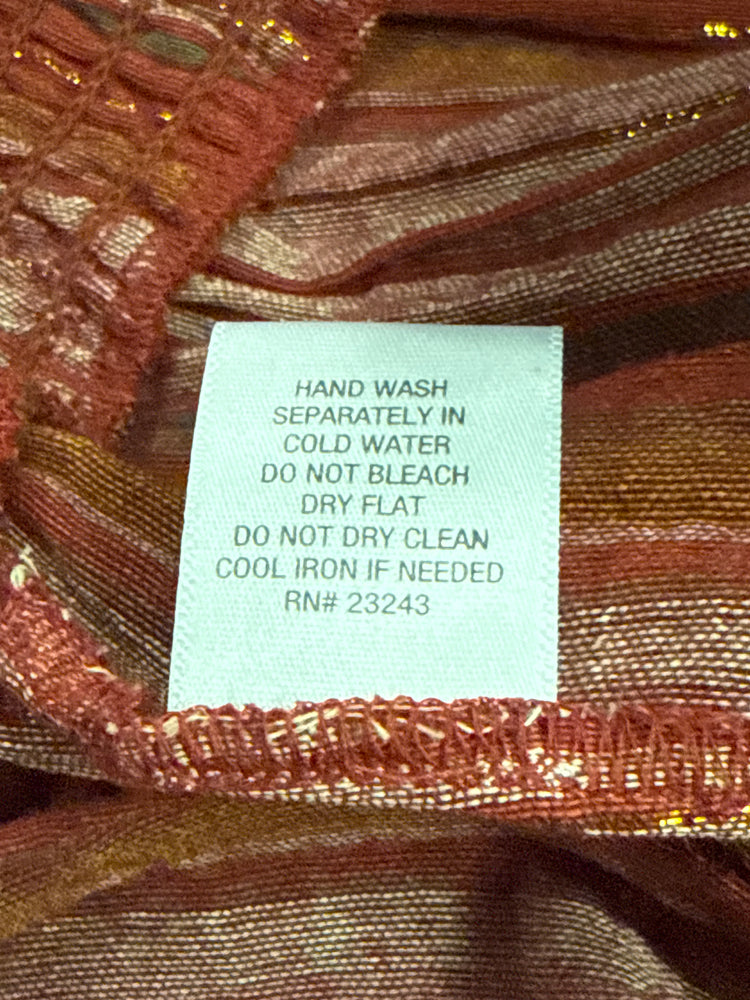 HAND WASH
SEPARATELY IN
COLD WATER
DO NOT BLEACH
DRY FLAT
DO NOT DRY CLEAN
COOL IRON IF NEEDED
RN# 23243